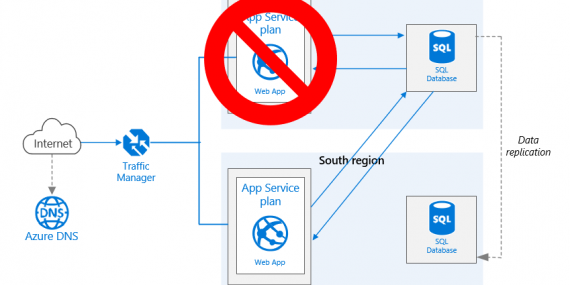 App Service
plan
Web App
SQL
SQL
Database
Internet
Traffic
Manager
Data
replication
South region
DNS
Azure DNS
App Service
plan
Web App
SQL
SQL
Database